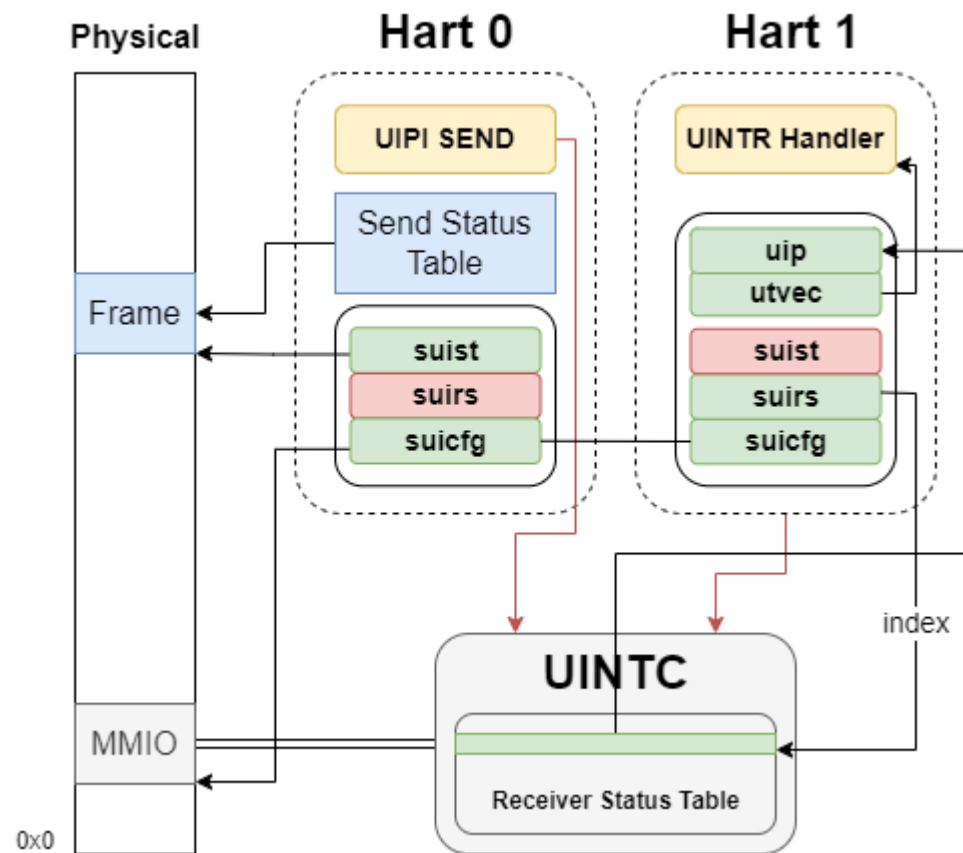 Physical
Hart 0
Hart 1
UIPI SEND
UINTR Handler
Send Status
Table
uip
utvec
Frame
suist
suirs
suicfg
suist
suirs
suicfg
index
UINTC
MMIO
Receiver Status Table
0x0